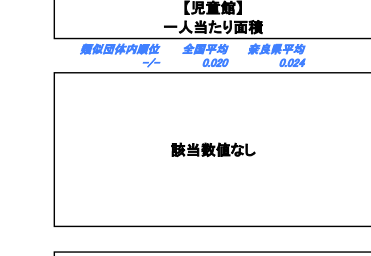 【児童館】
一人当たり面積
類似団体内順位 全国平均 奈良県平均
-/- 0.020 0.024
該当数値なし